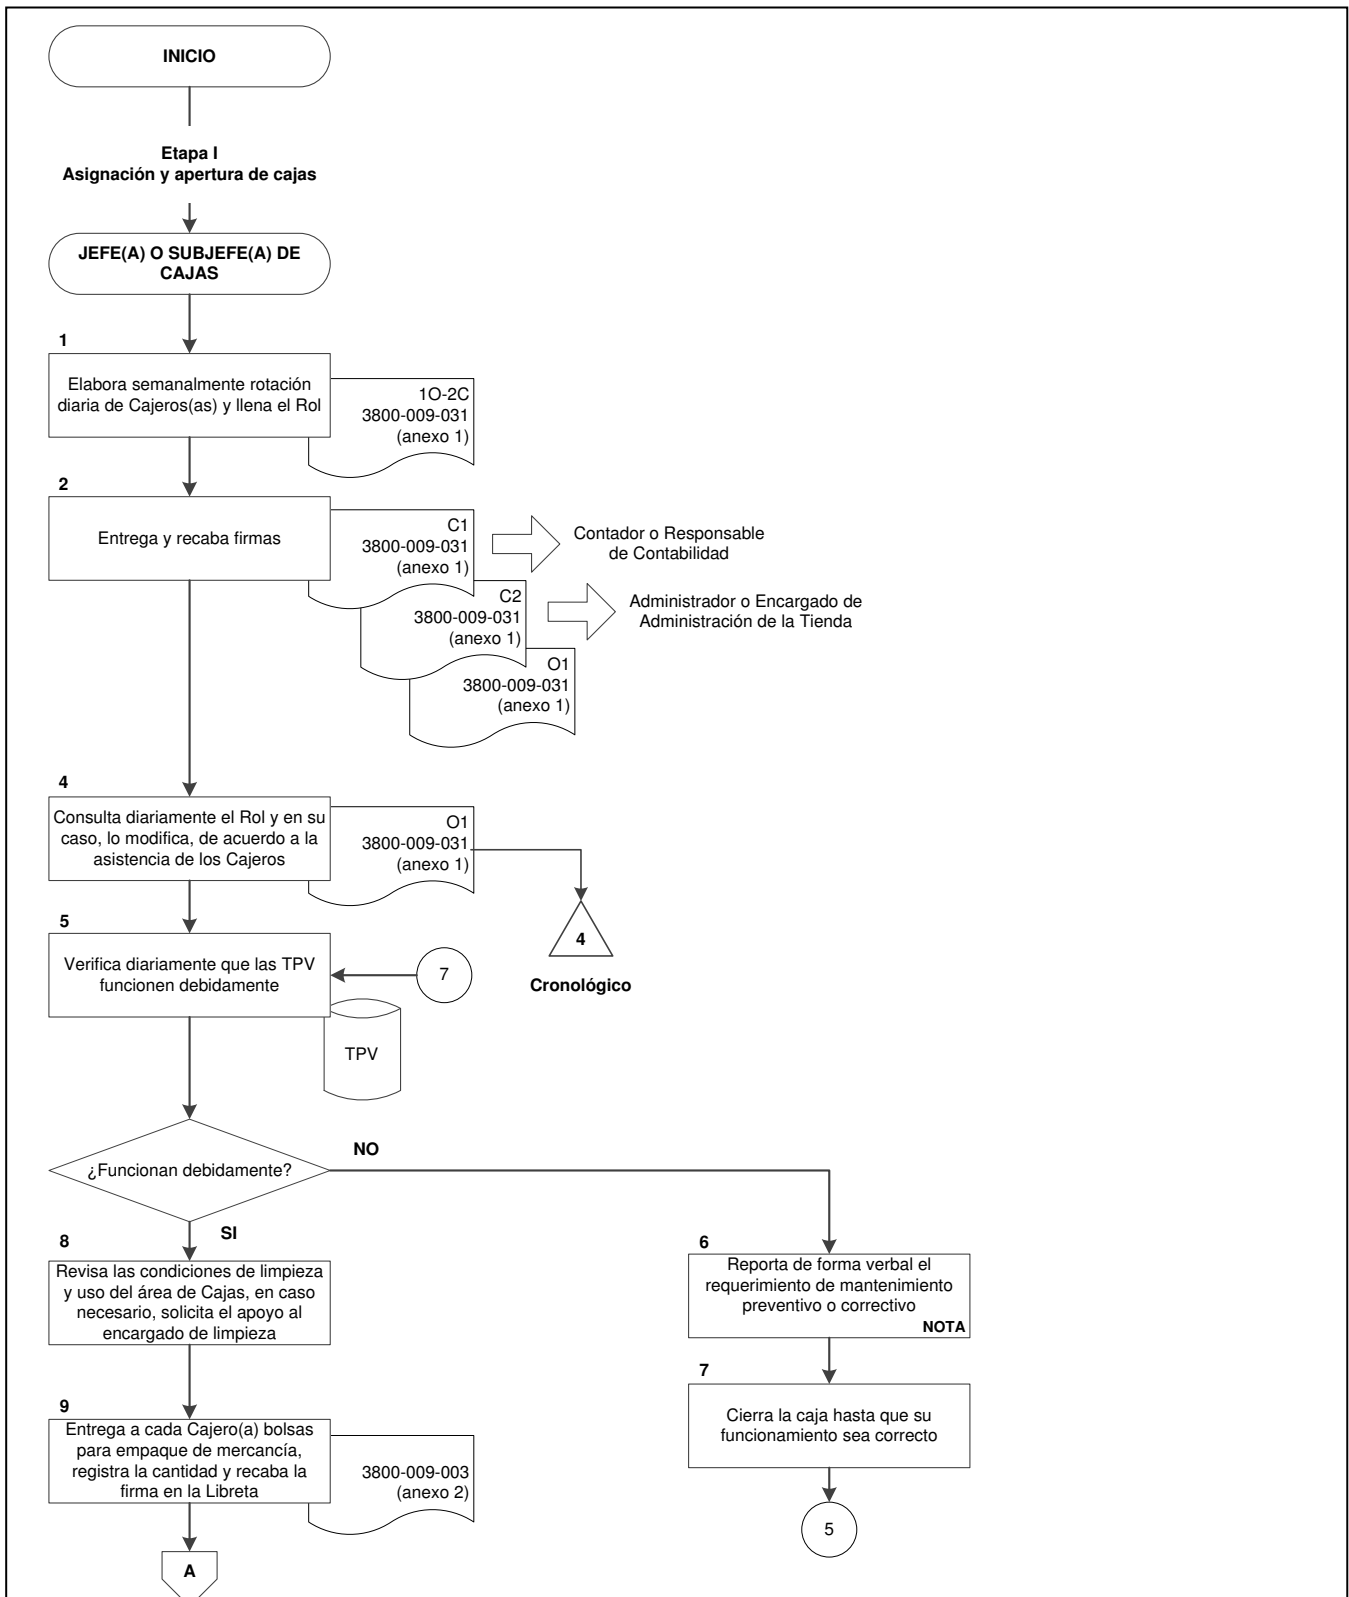 INICIO
Etapa I
Asignación y apertura de cajas
JEFE(A) O SUBJEFE(A) DE
CAJAS
1
Elabora semanalmente rotación
diaria de Cajeros(as) y llena el Rol
1O-2C
3800-009-031
(anexo 1)
2
Entrega y recaba firmas
C1
3800-009-031
(anexo 1)
Contador o Responsable
de Contabilidad
C2
3800-009-031
(anexo 1)
Administrador o Encargado de
Administración de la Tienda
O1
3800-009-031
(anexo 1)
4
Consulta diariamente el Rol y en su
caso, lo modifica, de acuerdo a la
asistencia de los Cajeros
O1
3800-009-031
(anexo 1)
4
Cronológico
5
Verifica diariamente que las TPV
funcionen debidamente
7
TPV
¿Funcionan debidamente?
NO
SI
8
Revisa las condiciones de limpieza
y uso del área de Cajas, en caso
necesario, solicita el apoyo al
encargado de limpieza
6
Reporta de forma verbal el
requerimiento de mantenimiento
preventivo o correctivo
NOTA
7
Cierra la caja hasta que su
funcionamiento sea correcto
5
9
Entrega a cada Cajero(a) bolsas
para empaque de mercancía,
registra la cantidad y recaba la
firma en la Libreta
3800-009-003
(anexo 2)
A